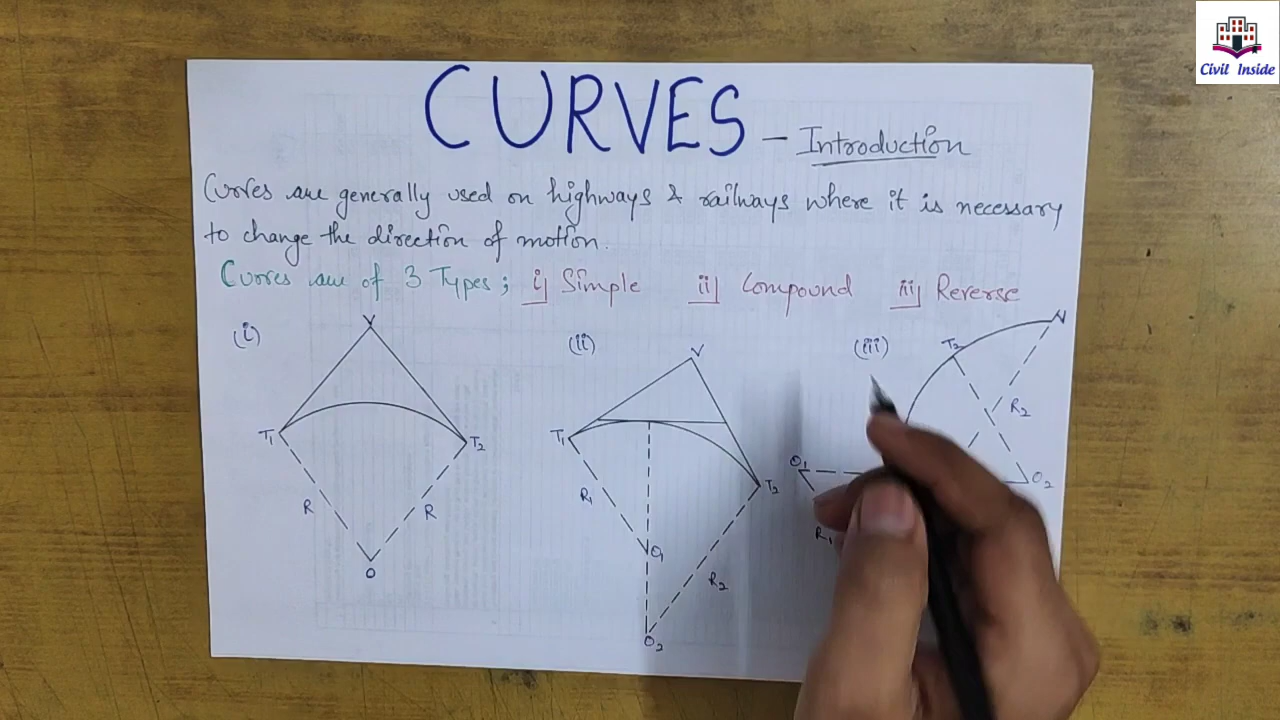 Civil Inside
CURVES - Introduction
Curves are generally used on highways & railways where it is necessary
to change the direction of motion.
Curves are of 3 Types; i) Simple ii) Compound iii) Reverse
(i)
V
T1
T2
R
R
O
(ii)
V
T1
T2
R1
O1
R2
O2
(iii)
V
T2
R2
O1
O2
R1